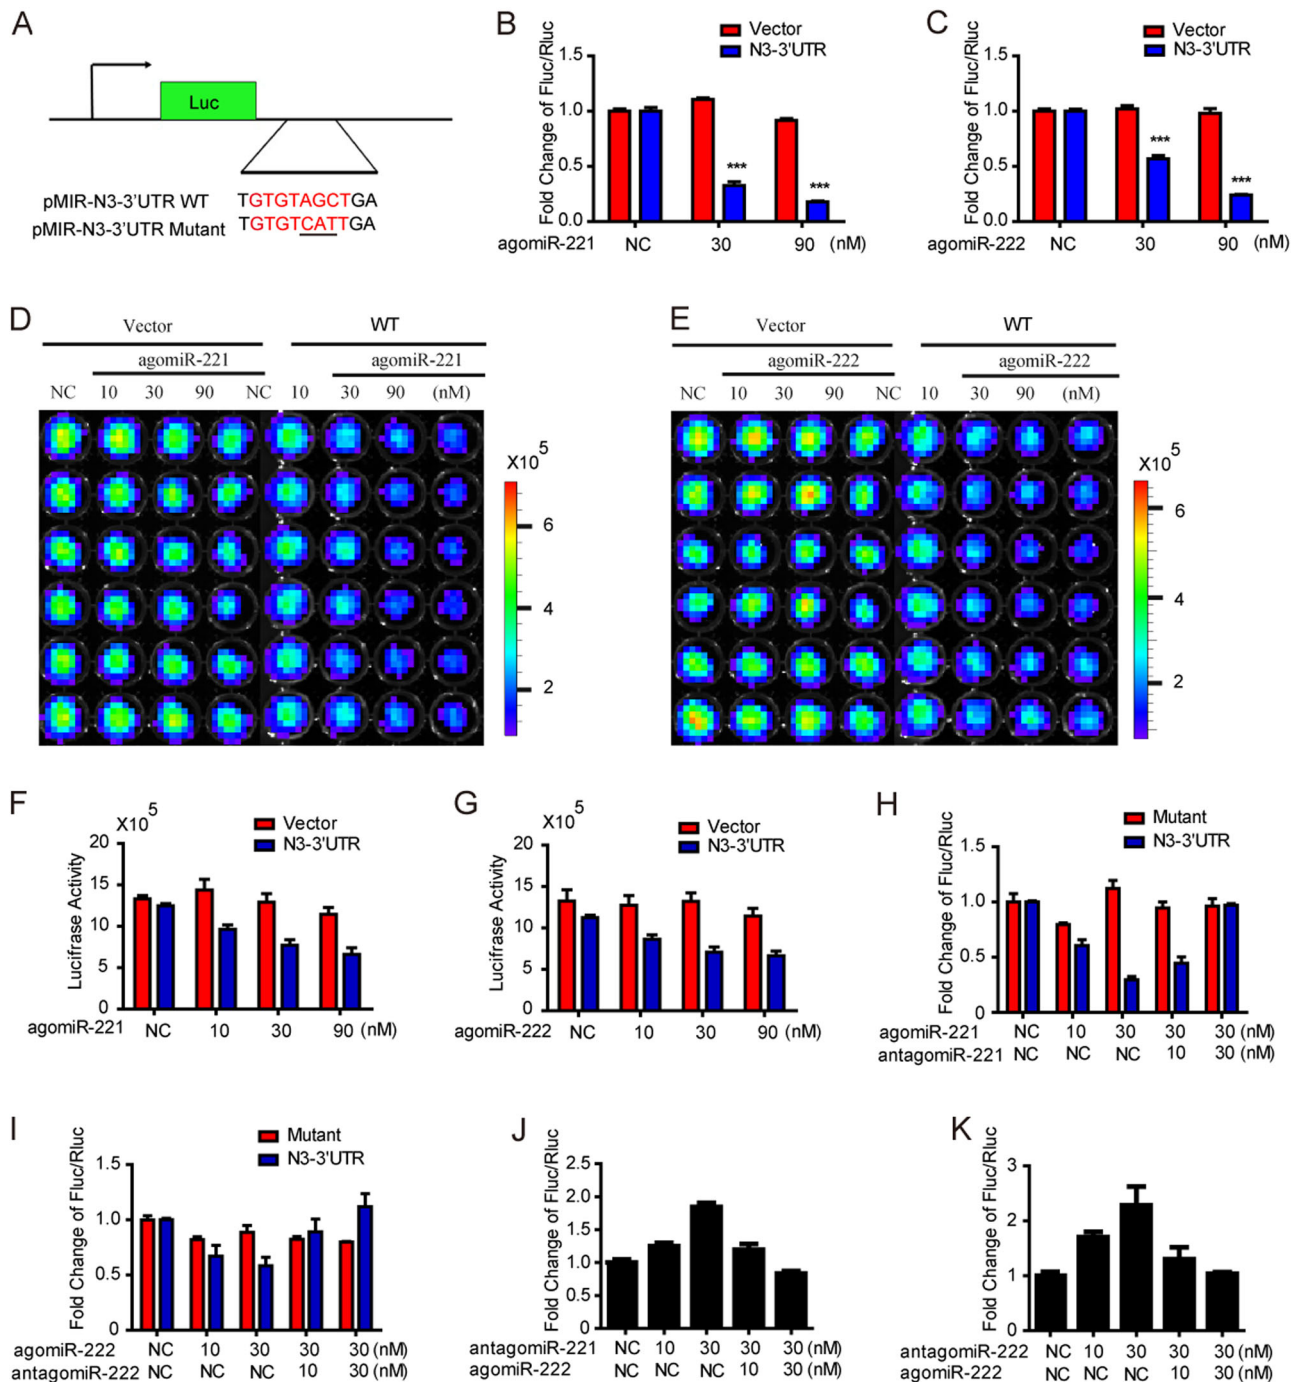 A
Luc
pMIR-N3-3'UTR WT TGTGTAGCTGA
pMIR-N3-3'UTR Mutant TGTGTCATTGA
B
Vector
N3-3'UTR
Fold Change of Fluc/Rluc
1.5
1.0
0.5
0.0
*** ***
agomiR-221 NC 30 90 (nM)
C
Vector
N3-3'UTR
Fold Change of Fluc/Rluc
1.5
1.0
0.5
0.0
*** ***
agomiR-222 NC 30 90 (nM)
D
Vector WT
agomiR-221 agomiR-221
NC 10 30 90 NC 10 30 90 (nM)
X10^5
6
4
2
E
Vector WT
agomiR-222 agomiR-222
NC 10 30 90 NC 10 30 90 (nM)
X10^5
6
4
2
F
X10^5
Vector
N3-3'UTR
Lucifrase Activity
20
15
10
5
0
agomiR-221 NC 10 30 90 (nM)
G
X10^5
Vector
N3-3'UTR
Lucifrase Activity
20
15
10
5
0
agomiR-222 NC 10 30 90 (nM)
H
Mutant
N3-3'UTR
Fold Change of Fluc/Rluc
1.5
1.0
0.5
0.0
agomiR-221 NC 10 30 30 30 (nM)
antagomiR-221 NC NC NC 10 30 (nM)
I
Mutant
N3-3'UTR
Fold Change of Fluc/Rluc
1.5
1.0
0.5
0
agomiR-222 NC 10 30 30 30 (nM)
antagomiR-222 NC NC NC 10 30 (nM)
J
Fold Change of Fluc/Rluc
2.5
2.0
1.5
1.0
0.5
0.0
antagomiR-221 NC 10 30 30 30 (nM)
agomiR-222 NC NC NC 10 30 (nM)
K
Fold Change of Fluc/Rluc
3
2
1
0
antagomiR-222 NC 10 30 30 30 (nM)
agomiR-222 NC NC NC 10 30 (nM)